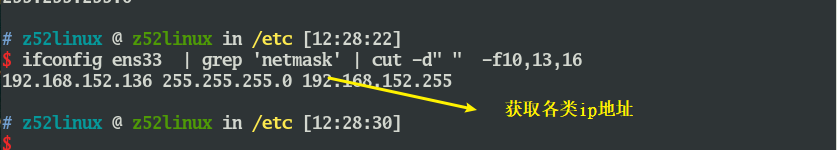 # z52linux @ z52linux in /etc [12:28:22]
$ ifconfig ens33  | grep 'netmask' | cut -d" "  -f10,13,16
192.168.152.136 255.255.255.0 192.168.152.255
获取各类ip地址
# z52linux @ z52linux in /etc [12:28:30]
$